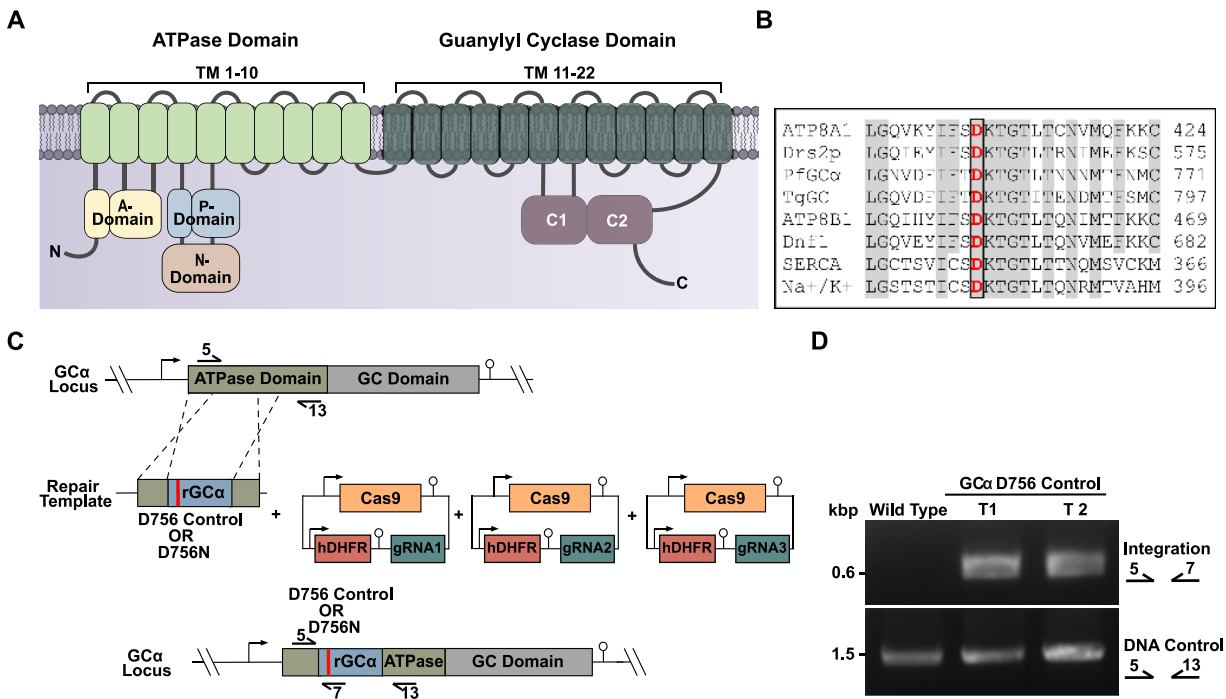 A
ATPase Domain
Guanylyl Cyclase Domain
TM 1-10
TM 11-22
A-
Domain
P-
Domain
N-
Domain
N
C1
C2
C
B
ATP8A1 LGQVKYIFSDKTGTLTCNVMQFKKC 424
Drs2p LGQIEYIFSDKTGTLTRNIMEFKSC 575
PfGCα LGNVDFIFTDKTGTLTNNTMTFNMC 771
TgGC LGQVDFIFTDKTGTITENDMTFSMC 797
ATP8B1 LGQIHYIFSDKTGTLTQNIMTFKKC 469
Dnf1 LGQVEYIFSDKTGTLTQNVMEFKKC 682
SERCA LGCTSVICSDKTGTLTTNQMSVCKM 366
Na+/K+ LGSTSTICSDKTGTLTQNRMTVAHM 396
C
GCα
Locus
5
ATPase Domain
GC Domain
13
Repair
Template
rGCα
D756 Control
OR
D756N
+
Cas9
hDHFR
gRNA1
+
Cas9
hDHFR
gRNA2
+
Cas9
hDHFR
gRNA3
D756 Control
OR
D756N
GCα
Locus
5
rGCα
ATPase
GC Domain
7
13
D
GCα D756 Control
kbp
Wild Type
T1
T 2
0.6
Integration
5
7
1.5
DNA Control
5
13